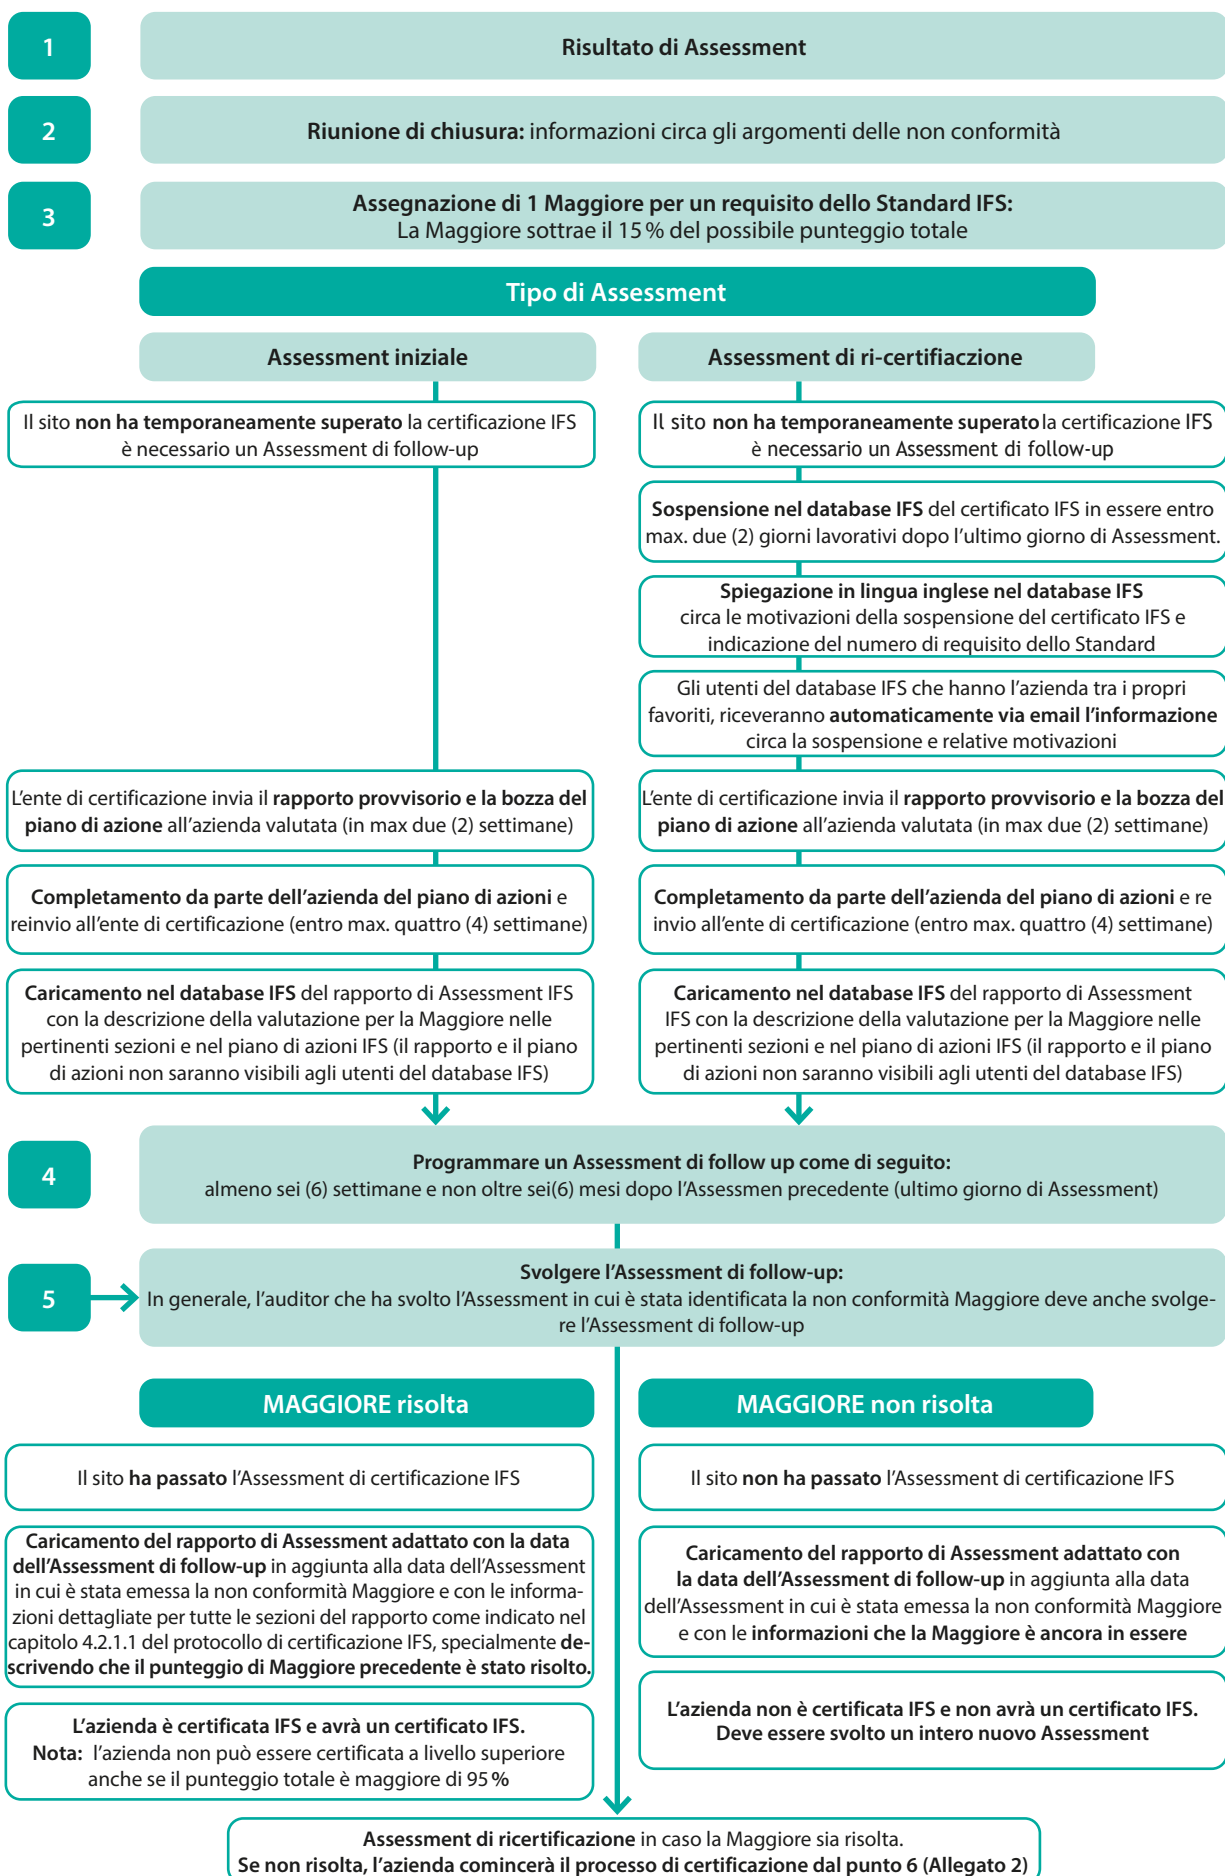 1
Risultato di Assessment
2
Riunione di chiusura: informazioni circa gli argomenti delle non conformità
3
Assegnazione di 1 Maggiore per un requisito dello Standard IFS:
La Maggiore sottrae il 15 % del possibile punteggio totale
Tipo di Assessment
Assessment iniziale
Il sito non ha temporaneamente superato la certificazione IFS
è necessario un Assessment di follow-up
L'ente di certificazione invia il rapporto provvisorio e la bozza del
piano di azione all'azienda valutata (in max due (2) settimane)
Completamento da parte dell'azienda del piano di azioni e
reinvio all'ente di certificazione (entro max. quattro (4) settimane)
Caricamento nel database IFS del rapporto di Assessment IFS
con la descrizione della valutazione per la Maggiore nelle
pertinenti sezioni e nel piano di azioni IFS (il rapporto e il piano
di azioni non saranno visibili agli utenti del database IFS)
Assessment di ri-certifiaczione
Il sito non ha temporaneamente superato la certificazione IFS
è necessario un Assessment di follow-up
Sospensione nel database IFS del certificato IFS in essere entro
max. due (2) giorni lavorativi dopo l'ultimo giorno di Assessment.
Spiegazione in lingua inglese nel database IFS
circa le motivazioni della sospensione del certificato IFS e
indicazione del numero di requisito dello Standard
Gli utenti del database IFS che hanno l'azienda tra i propri
favoriti, riceveranno automaticamente via email l'informazione
circa la sospensione e relative motivazioni
L'ente di certificazione invia il rapporto provvisorio e la bozza del
piano di azione all'azienda valutata (in max due (2) settimane)
Completamento da parte dell'azienda del piano di azioni e re
invio all'ente di certificazione (entro max. quattro (4) settimane)
Caricamento nel database IFS del rapporto di Assessment
IFS con la descrizione della valutazione per la Maggiore nelle
pertinenti sezioni e nel piano di azioni IFS (il rapporto e il piano
di azioni non saranno visibili agli utenti del database IFS)
4
Programmare un Assessment di follow up come di seguito:
almeno sei (6) settimane e non oltre sei(6) mesi dopo l'Assessmen precedente (ultimo giorno di Assessment)
5
Svolgere l'Assessment di follow-up:
In generale, l'auditor che ha svolto l'Assessment in cui è stata identificata la non conformità Maggiore deve anche svolge-
re l'Assessment di follow-up
MAGGIORE risolta
Il sito ha passato l'Assessment di certificazione IFS
Caricamento del rapporto di Assessment adattato con la data
dell'Assessment di follow-up in aggiunta alla data dell'Assessment
in cui è stata emessa la non conformità Maggiore e con le informa-
zioni dettagliate per tutte le sezioni del rapporto come indicato nel
capitolo 4.2.1.1 del protocollo di certificazione IFS, specialmente de-
scrivendo che il punteggio di Maggiore precedente è stato risolto.
L'azienda è certificata IFS e avrà un certificato IFS.
Nota: l'azienda non può essere certificata a livello superiore
anche se il punteggio totale è maggiore di 95 %
MAGGIORE non risolta
Il sito non ha passato l'Assessment di certificazione IFS
Caricamento del rapporto di Assessment adattato con
la data dell'Assessment di follow-up in aggiunta alla data
dell'Assessment in cui è stata emessa la non conformità Maggiore
e con le informazioni che la Maggiore è ancora in essere
L'azienda non è certificata IFS e non avrà un certificato IFS.
Deve essere svolto un intero nuovo Assessment
Assessment di ricertificazione in caso la Maggiore sia risolta.
Se non risolta, l'azienda comincerà il processo di certificazione dal punto 6 (Allegato 2)